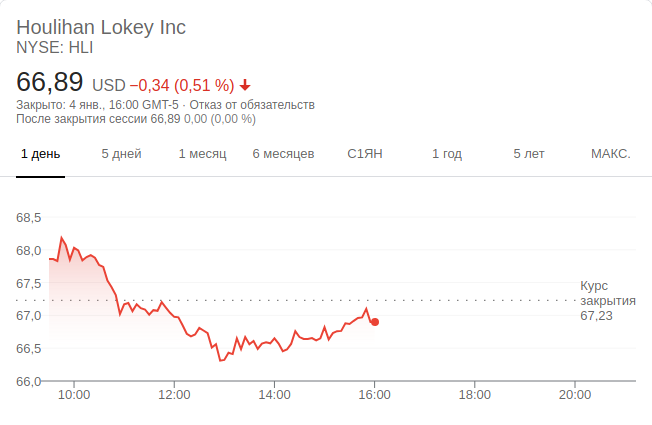 Houlihan Lokey Inc
NYSE: HLI
66,89 USD −0,34 (0,51 %)
Закрыто: 4 янв., 16:00 GMT-5 · Отказ от обязательств
После закрытия сессии 66,89 0,00 (0,00 %)
1 день 5 дней 1 месяц 6 месяцев С1ЯН 1 год 5 лет МАКС.
68,5
68,0
67,5
Курс
закрытия
67,23
67,0
66,5
66,0
10:00 12:00 14:00 16:00 18:00 20:00